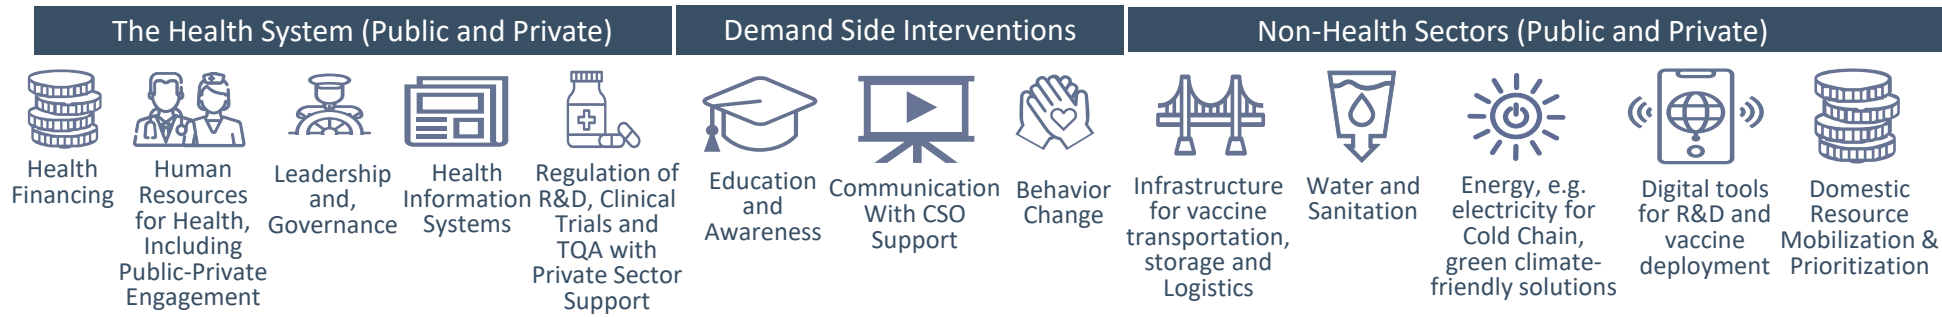 The Health System (Public and Private)
Demand Side Interventions
Non-Health Sectors (Public and Private)
Health
Financing
Human
Resources
for Health,
Including
Public-Private
Engagement
Leadership
and,
Governance
Health
Information
Systems
Regulation of
R&D, Clinical
Trials and
TQA with
Private Sector
Support
Education
and
Awareness
Communication
With CSO
Support
Behavior
Change
Infrastructure
for vaccine
transportation,
storage and
Logistics
Water and
Sanitation
Energy, e.g.
electricity for
Cold Chain,
green climate-
friendly solutions
Digital tools
for R&D and
vaccine
deployment
Domestic
Resource
Mobilization &
Prioritization